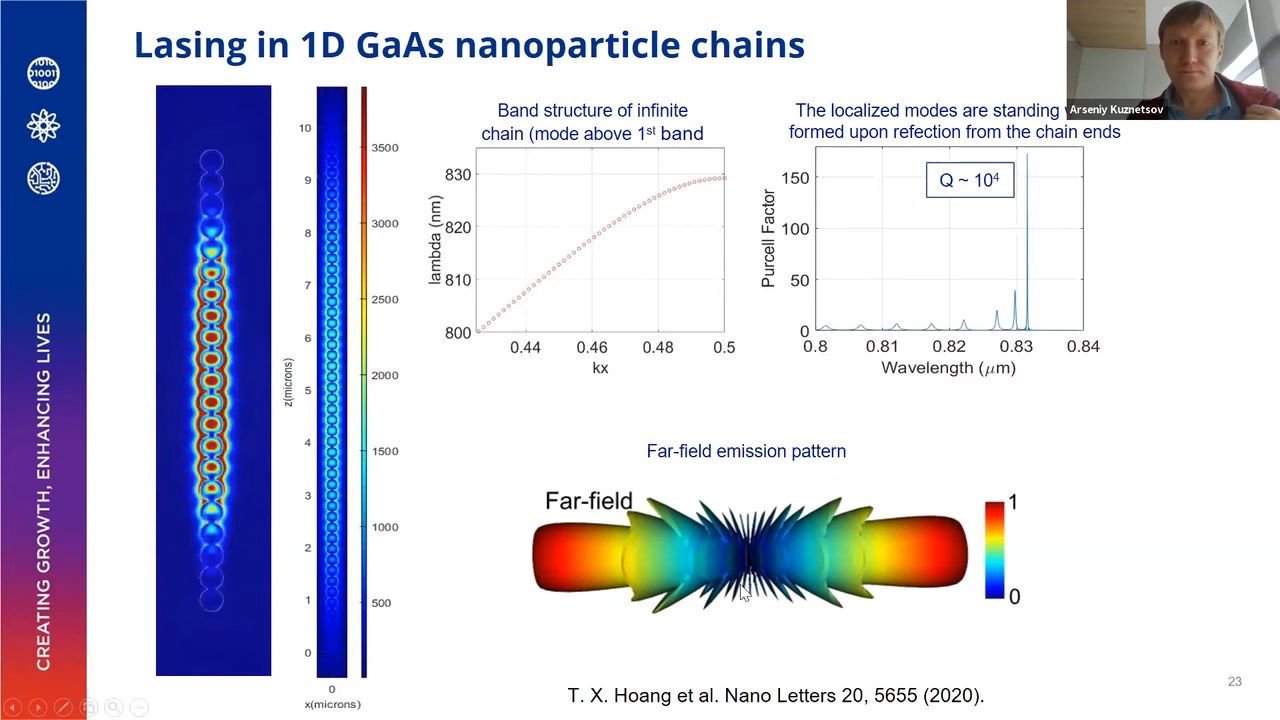 Lasing in 1D GaAs nanoparticle chains
Arseniy Kuznetsov
CREATING GROWTH, ENHANCING LIVES
10
9
8
7
6
5
4
3
2
1
0
z(microns)
0
x(microns)
3500
3000
2500
2000
1500
1000
500
Band structure of infinite
chain (mode above 1st band
830
820
810
800
lambda (nm)
0.44 0.46 0.48 0.5
kx
The localized modes are standing
formed upon refection from the chain ends
Q ~ 10⁴
150
100
50
0
Purcell Factor
0.8 0.81 0.82 0.83 0.84
Wavelength (μm)
Far-field emission pattern
Far-field
1
0
T. X. Hoang et al. Nano Letters 20, 5655 (2020).
23